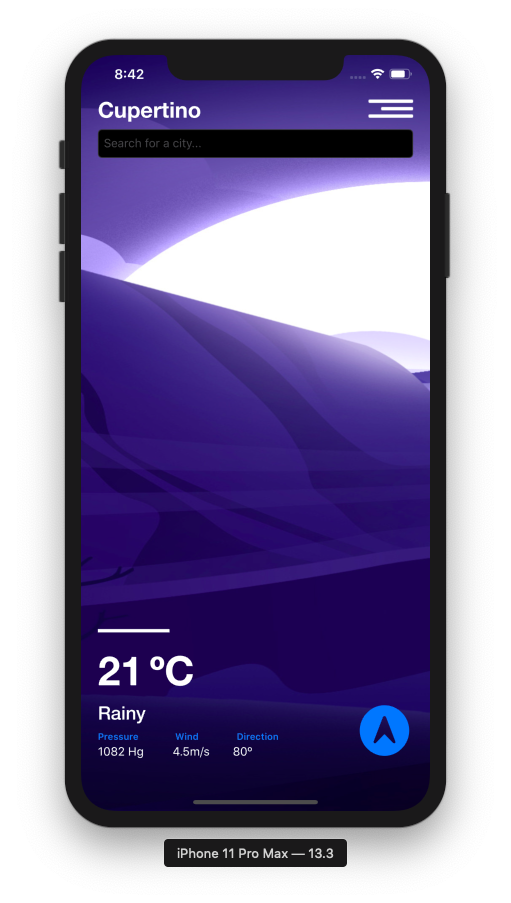 8:42
Cupertino
Search for a city...
21 ºC
Rainy
Pressure Wind Direction
1082 Hg 4.5m/s 80º
iPhone 11 Pro Max — 13.3